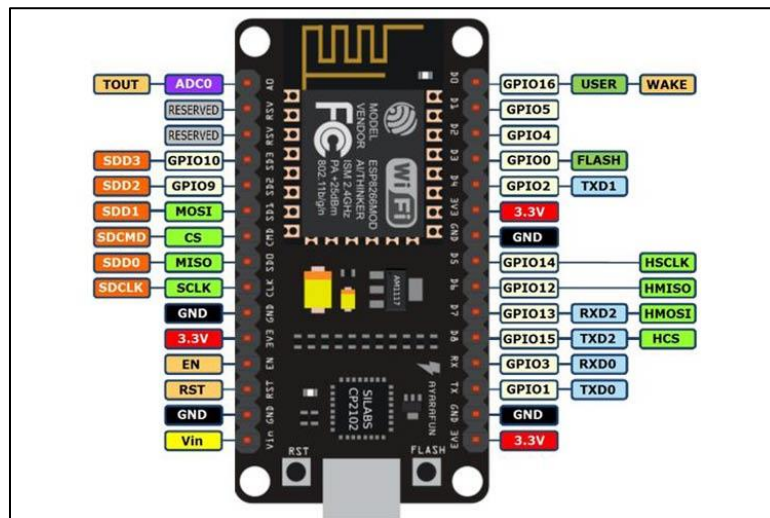 TOUT ADC0 A0 D0 GPIO16 USER WAKE
RESERVED RSV D1 GPIO5
RESERVED RSV D2 GPIO4
SDD3 GPIO10 SD3 D3 GPIO0 FLASH
SDD2 GPIO9 SD2 D4 GPIO2 TXD1
SDD1 MOSI SD1 3V3 3.3V
SDCMD CS CMD GND GND
SDD0 MISO SD0 D5 GPIO14 HSCLK
SDCLK SCLK CLK D6 GPIO12 HMISO
GND GND D7 GPIO13 RXD2 HMOSI
3.3V 3V3 D8 GPIO15 TXD2 HCS
EN EN RX GPIO3 RXD0
RST RST TX GPIO1 TXD0
GND GND GND GND
Vin Vin 3V3 3.3V
MODEL ESP8266MOD
VENDOR AI/THINKER
ISM 2.4GHz
PA +25dBm
802.11b/g/n
FC
Wi Fi
AM1117
AYARAFUN
SILABS
CP2102
RST
FLASH